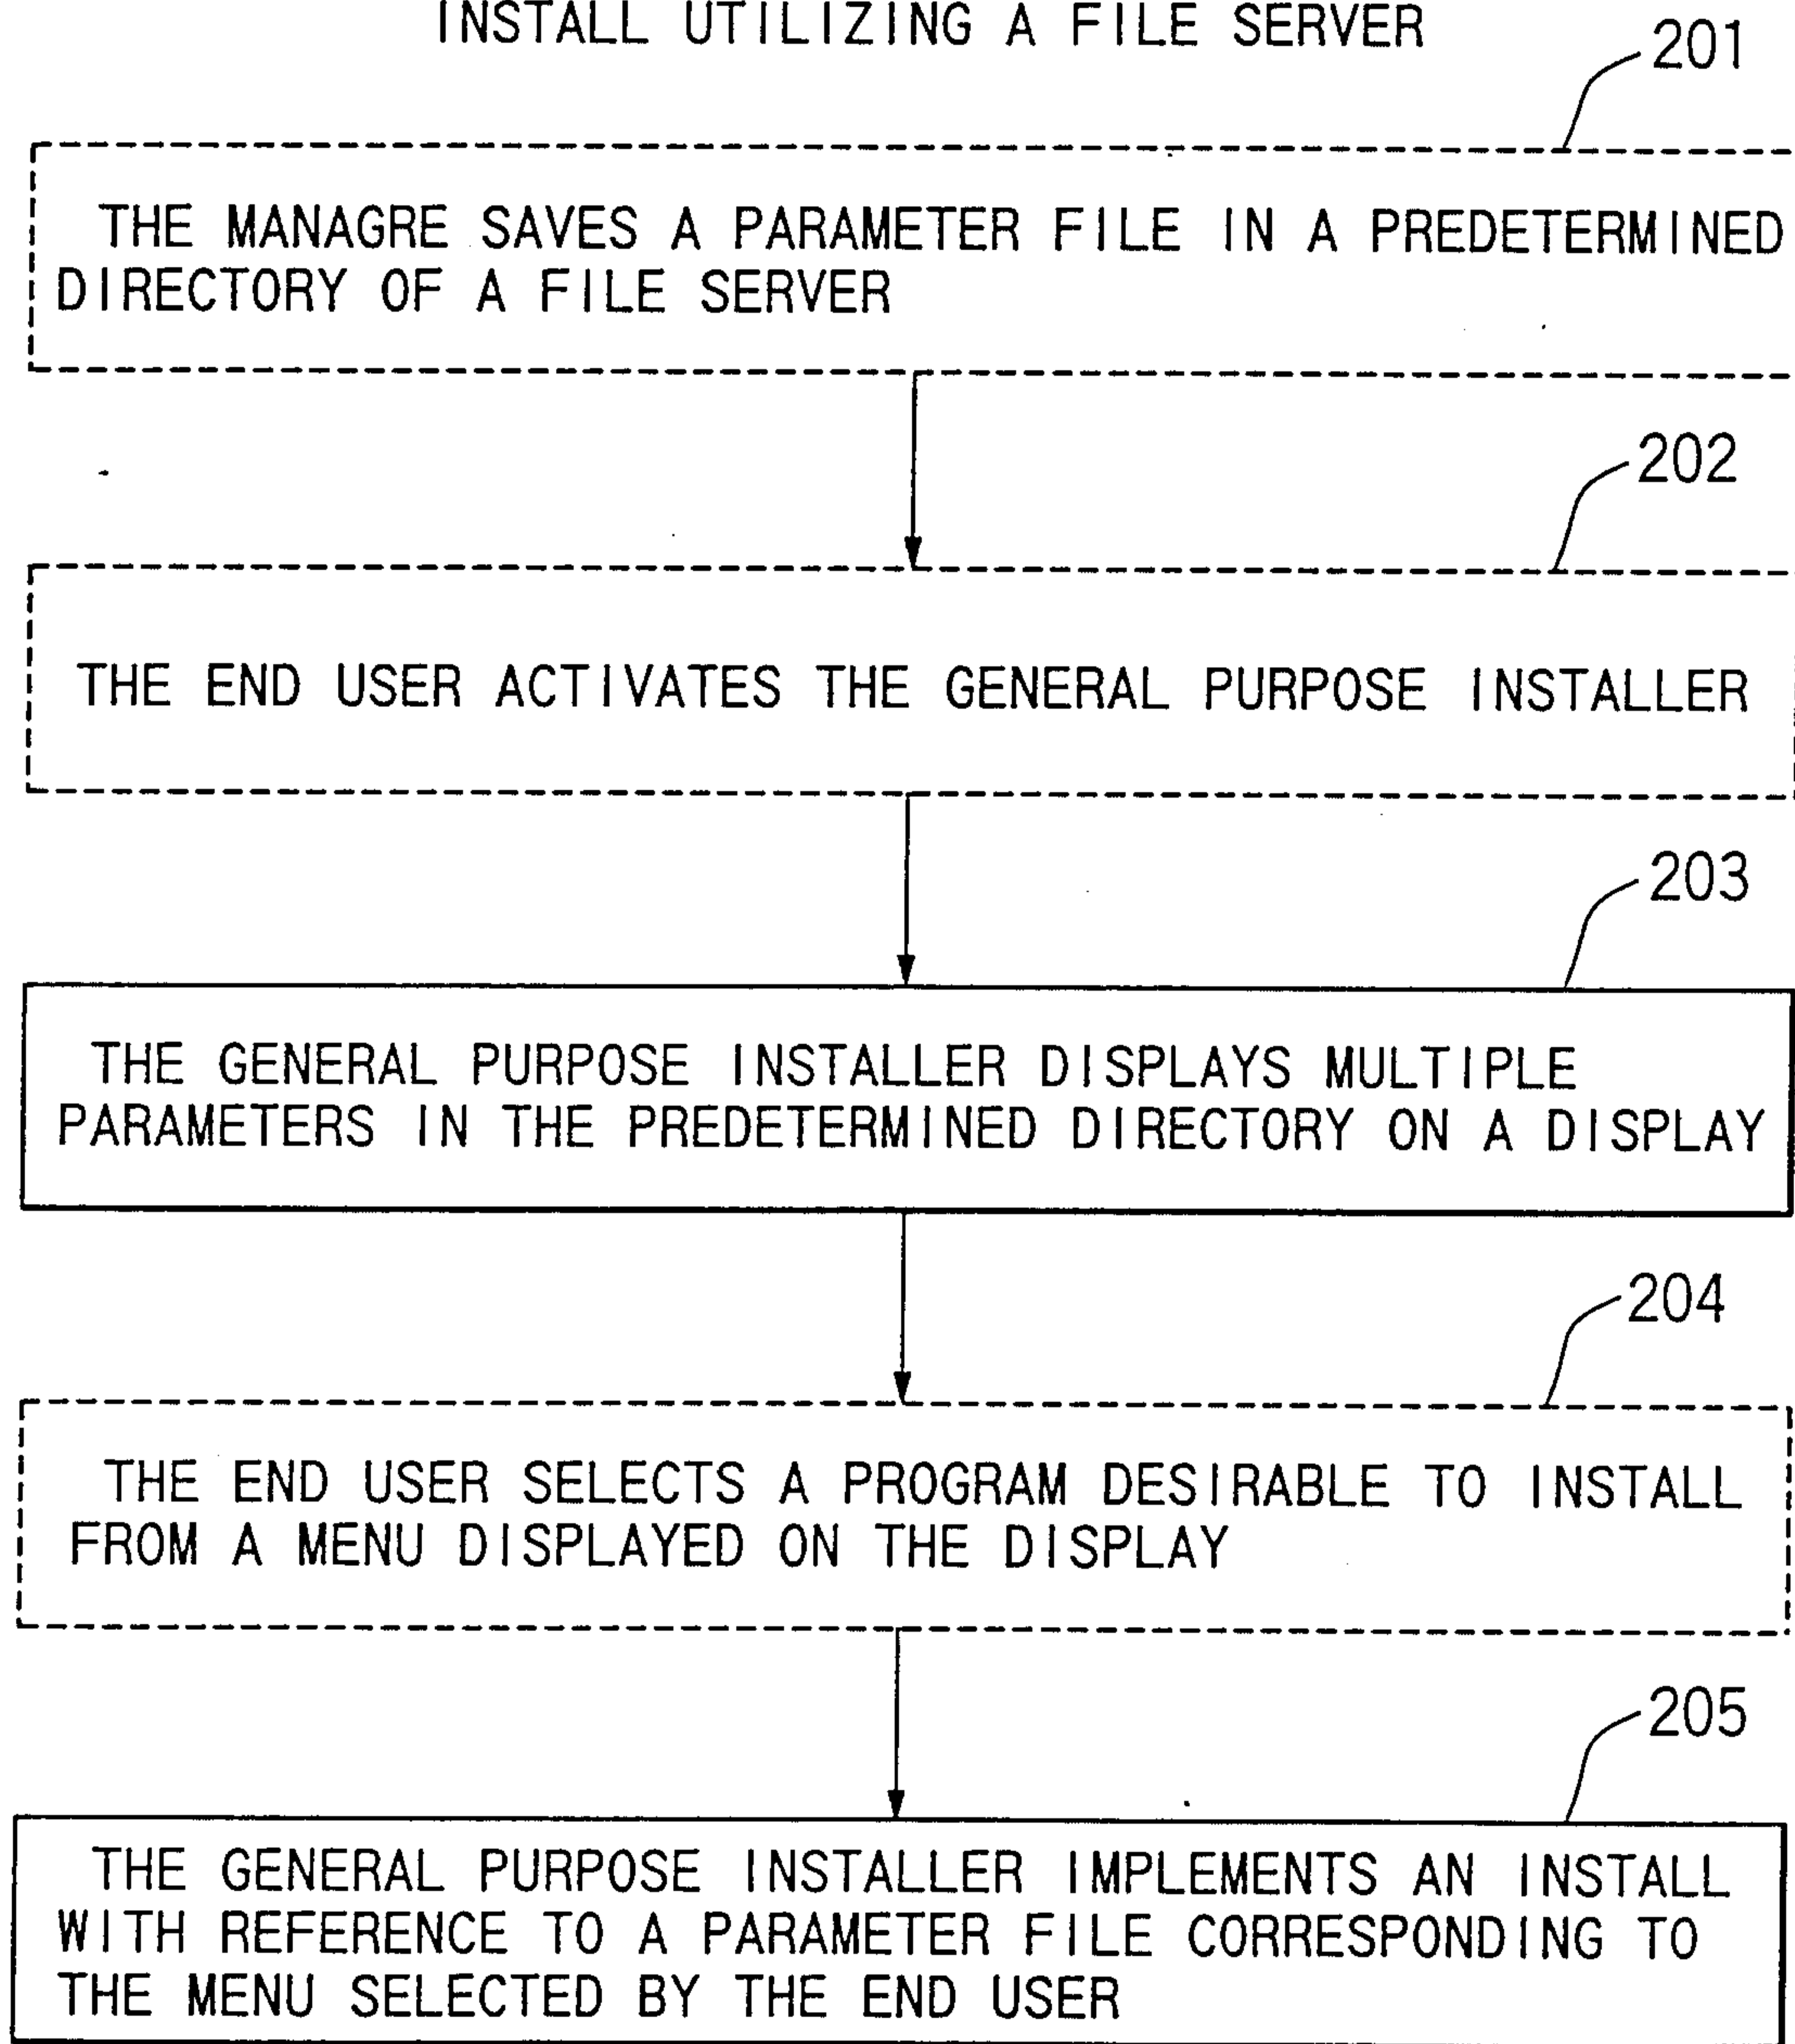 INSTALL UTILIZING A FILE SERVER
201
THE MANAGRE SAVES A PARAMETER FILE IN A PREDETERMINED
DIRECTORY OF A FILE SERVER
202
THE END USER ACTIVATES THE GENERAL PURPOSE INSTALLER
203
THE GENERAL PURPOSE INSTALLER DISPLAYS MULTIPLE
PARAMETERS IN THE PREDETERMINED DIRECTORY ON A DISPLAY
204
THE END USER SELECTS A PROGRAM DESIRABLE TO INSTALL
FROM A MENU DISPLAYED ON THE DISPLAY
205
THE GENERAL PURPOSE INSTALLER IMPLEMENTS AN INSTALL
WITH REFERENCE TO A PARAMETER FILE CORRESPONDING TO
THE MENU SELECTED BY THE END USER